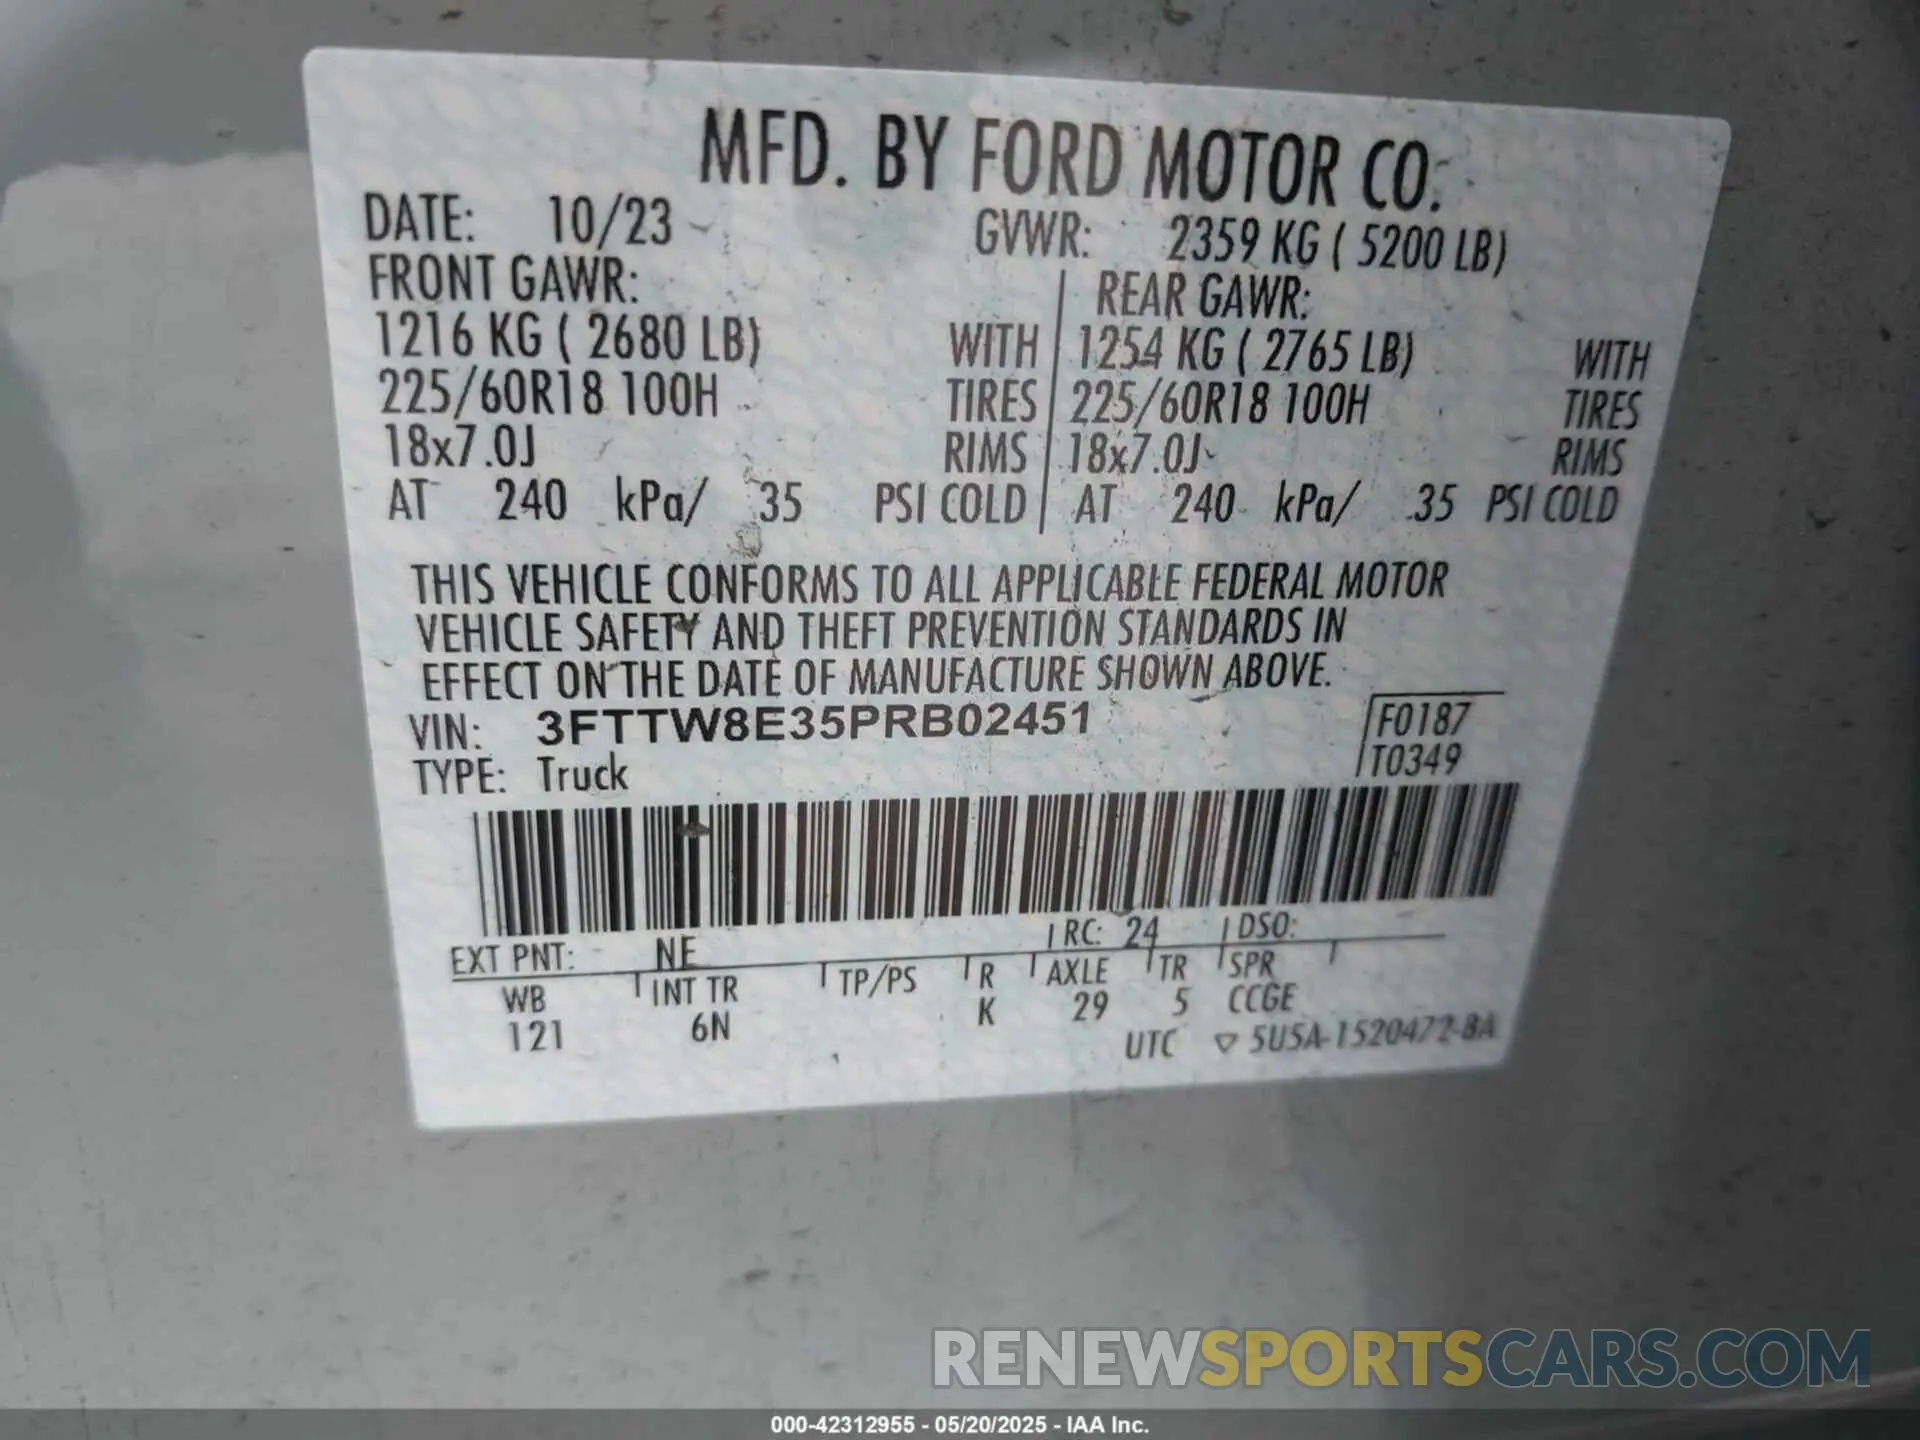 MFD. BY FORD MOTOR CO.
DATE: 10/23 GVWR: 2359 KG ( 5200 LB)
FRONT GAWR: REAR GAWR:
1216 KG ( 2680 LB) WITH 1254 KG ( 2765 LB) WITH
225/60R18 100H TIRES 225/60R18 100H TIRES
18x7.0J RIMS 18x7.0J RIMS
AT 240 kPa/ 35 PSI COLD AT 240 kPa/ 35 PSI COLD
THIS VEHICLE CONFORMS TO ALL APPLICABLE FEDERAL MOTOR
VEHICLE SAFETY AND THEFT PREVENTION STANDARDS IN
EFFECT ON THE DATE OF MANUFACTURE SHOWN ABOVE.
VIN: 3FTTW8E35PRB02451 F0187
TYPE: Truck T0349
EXT PNT: NE RC: 24 DSO:
WB INT TR TP/PS R AXLE TR SPR
121 6N K 29 5 CCGE
UTC ▽ 5U5A-1520472-BA
RENEWSPORTSCARS.COM
000-42312955 - 05/20/2025 - IAA Inc.